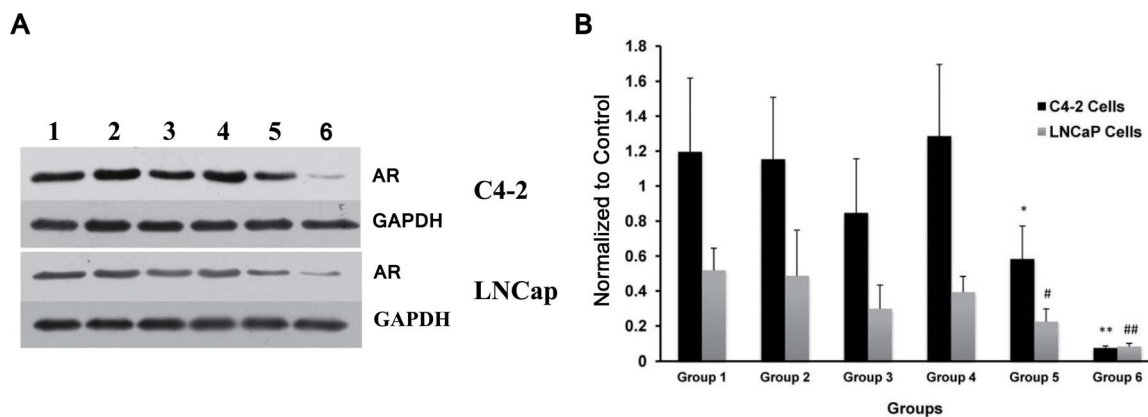 A
1 2 3 4 5 6
AR
C4-2
GAPDH
AR
LNCap
GAPDH
B
Normalized to Control
1.8
1.6
1.4
1.2
1
0.8
0.6
0.4
0.2
0
C4-2 Cells
LNCaP Cells
*
#
** ##
Group 1 Group 2 Group 3 Group 4 Group 5 Group 6
Groups